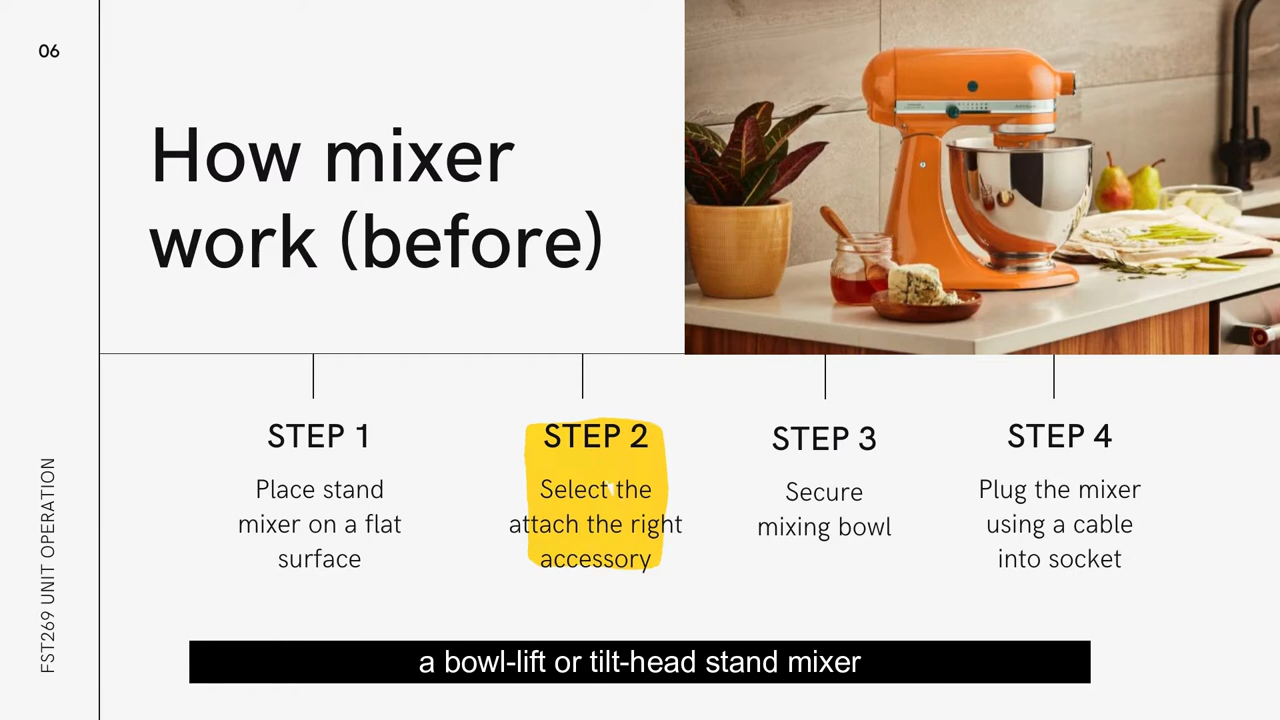 06
How mixer
work (before)
STEP 1
Place stand
mixer on a flat
surface
STEP 2
Select the
attach the right
accessory
STEP 3
Secure
mixing bowl
STEP 4
Plug the mixer
using a cable
into socket
FST269 UNIT OPERATION
a bowl-lift or tilt-head stand mixer